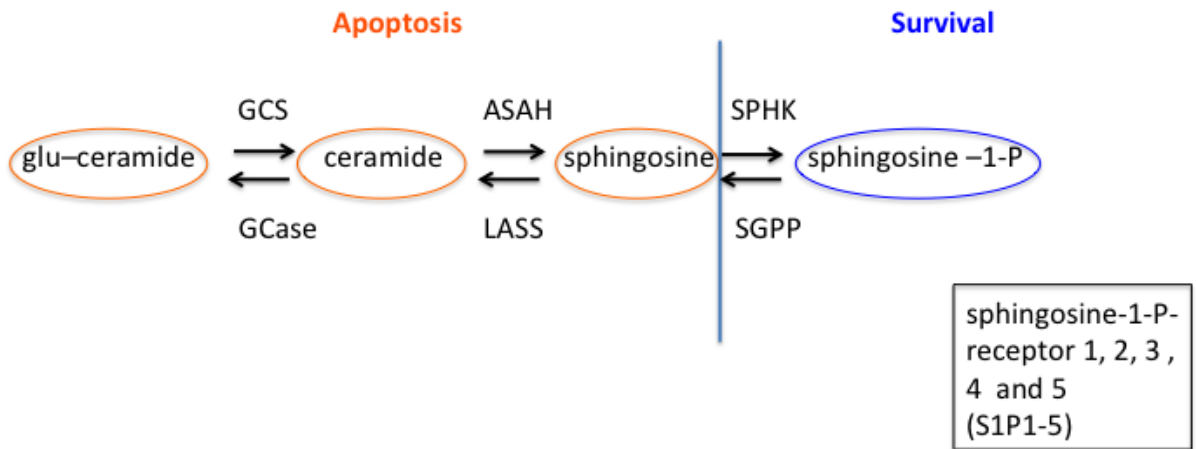 Apoptosis
Survival
GCS
ASAH
SPHK
glu–ceramide
ceramide
sphingosine
sphingosine –1-P
GCase
LASS
SGPP
sphingosine-1-P-
receptor 1, 2, 3 ,
4 and 5
(S1P1-5)